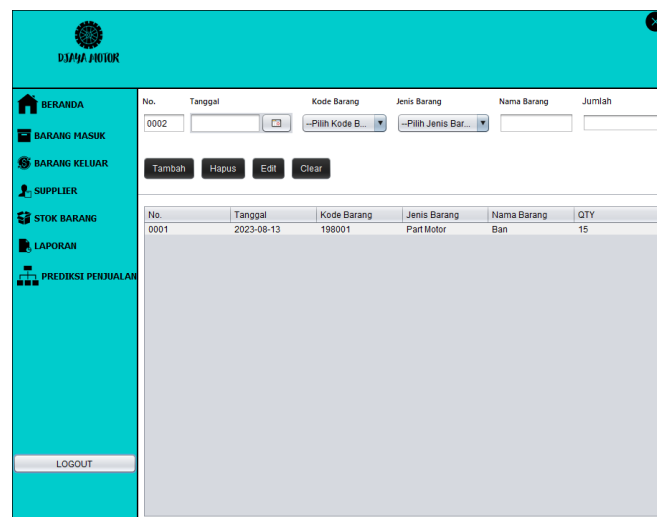 DJAYA MOTOR
BERANDA
BARANG MASUK
BARANG KELUAR
SUPPLIER
STOK BARANG
LAPORAN
PREDIKSI PENJUALAN
LOGOUT
No. Tanggal Kode Barang Jenis Barang Nama Barang Jumlah
0002 --Pilih Kode B... --Pilih Jenis Bar...
Tambah Hapus Edit Clear
No. Tanggal Kode Barang Jenis Barang Nama Barang QTY
0001 2023-08-13 198001 Part Motor Ban 15